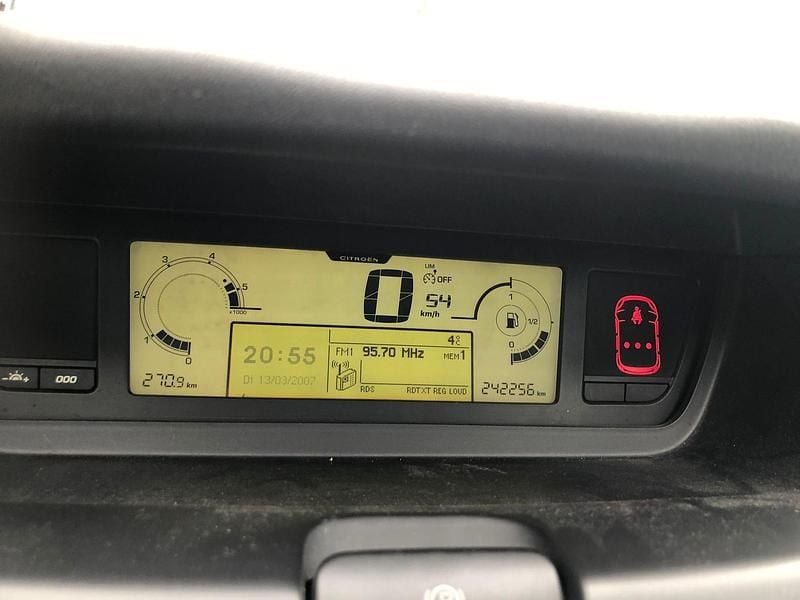 CITROËN
3 4
2 5
x1000
1
0
0
km/h
LIM
OFF
54
1
1/2
0
20:55
Di 13/03/2007
4°C
FM1 95.70 MHz MEM1
RDS RDTXT REG LOUD
270.9 km
242256 km
000